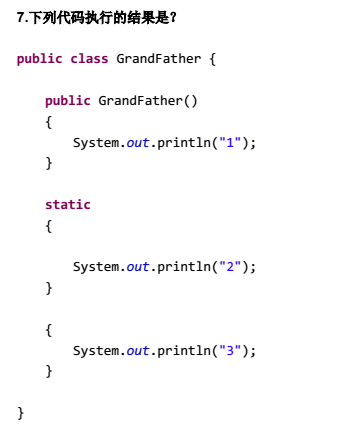 7.下列代码执行的结果是?
public class GrandFather {
public GrandFather()
{
System.out.println("1");
}
static
{
System.out.println("2");
}
{
System.out.println("3");
}
}